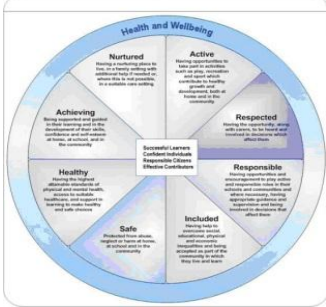 Health and Wellbeing
Nurtured
Having a nurturing place to
live, in a family setting with
additional help if needed or,
where this is not possible,
in a suitable care setting
Active
Having opportunities to
take part in activities
such as play, recreation
and sport which
contribute to healthy
growth and
development, both at
home and in the
community
Respected
Having the opportunity, along
with carers, to be heard and
involved in decisions which
affect them
Responsible
Having opportunities and
encouragement to play active
and responsible roles in their
schools and communities and
where necessary, having
appropriate guidance and
supervision and being
involved in decisions that
affect them
Included
Having help to
overcome social,
educational, physical
and economic
inequalities and being
accepted as part of the
community in which
they live and learn
Safe
Protected from abuse,
neglect or harm at home,
at school and in the
community
Healthy
Having the highest
attainable standards of
physical and mental health,
access to suitable
healthcare, and support in
learning to make healthy
and safe choices
Achieving
Being supported and guided
in their learning and in the
development of their skills,
confidence and self-esteem
at home, at school, and in
the community
Successful Learners
Confident Individuals
Responsible Citizens
Effective Contributors